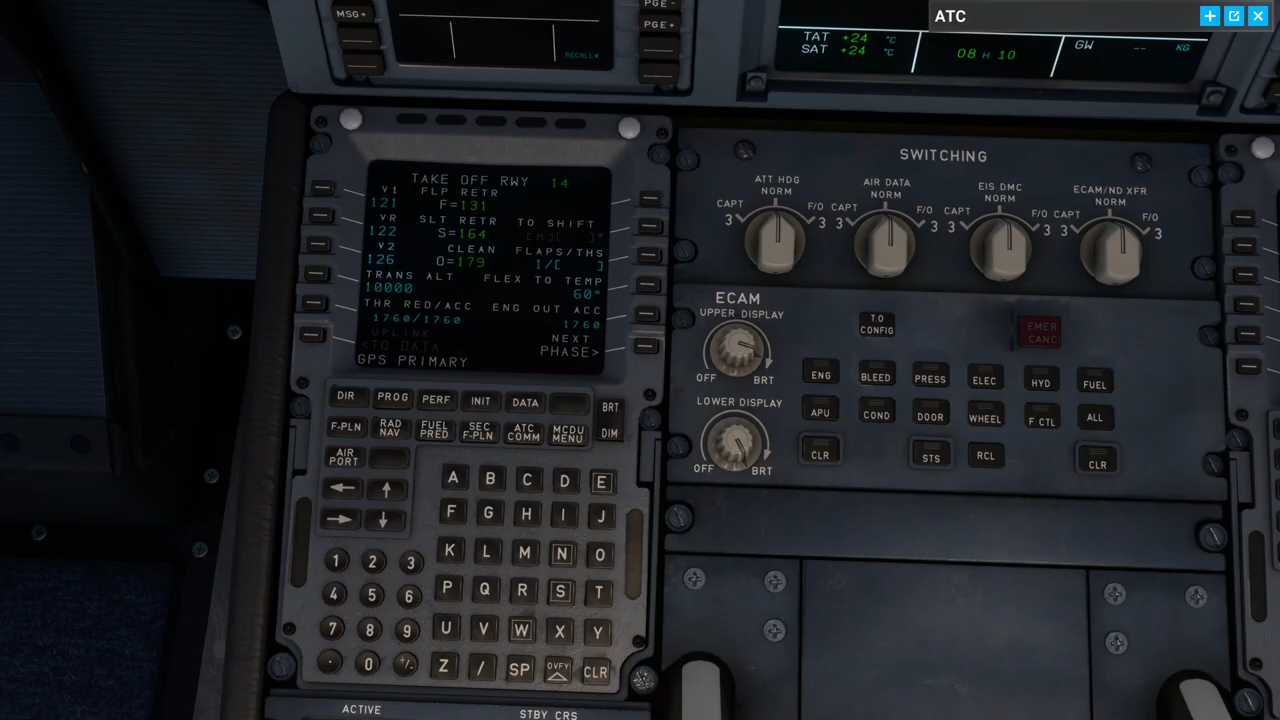 MSG+
PGE-
PGE+
RECALL*
ATC
TAT +24 °C
SAT +24 °C
08 H 10
GW -- KG
TAKE OFF RWY 14
V1 FLP RETR
121 F=131
VR SLT RETR TO SHIFT
122 S=164
V2 CLEAN FLAPS/THS
126 O=179 1/[ ]
TRANS ALT FLEX TO TEMP
10000 60°
THR RED/ACC ENG OUT ACC
1760/1760 1760
UPLINK NEXT
<TO DATA PHASE>
GPS PRIMARY
SWITCHING
ATT HDG NORM
CAPT 3 F/O 3
AIR DATA NORM
CAPT 3 F/O 3
EIS DMC NORM
CAPT 3 F/O 3
ECAM/ND XFR NORM
CAPT 3 F/O 3
ECAM
UPPER DISPLAY
OFF BRT
LOWER DISPLAY
OFF BRT
T.O CONFIG
EMER CANC
ENG BLEED PRESS ELEC HYD FUEL
APU COND DOOR WHEEL F CTL ALL
CLR STS RCL CLR
DIR PROG PERF INIT DATA
BRT
DIM
F-PLN RAD NAV FUEL PRED SEC F-PLN ATC COMM MCDU MENU
AIR PORT
A B C D E
F G H I J
K L M N O
P Q R S T
U V W X Y
Z / SP OVFY CLR
1 2 3
4 5 6
7 8 9
. 0 +/-
ACTIVE
STBY CRS